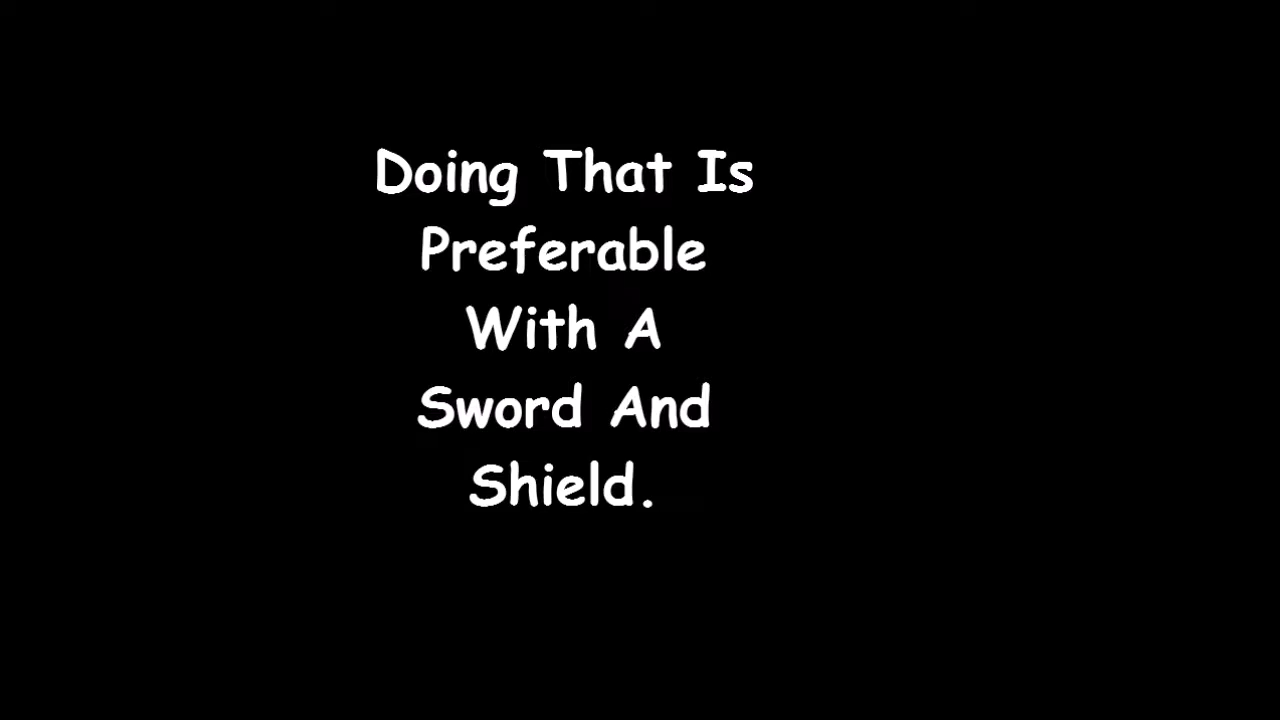 Doing That Is
Preferable
With A
Sword And
Shield.